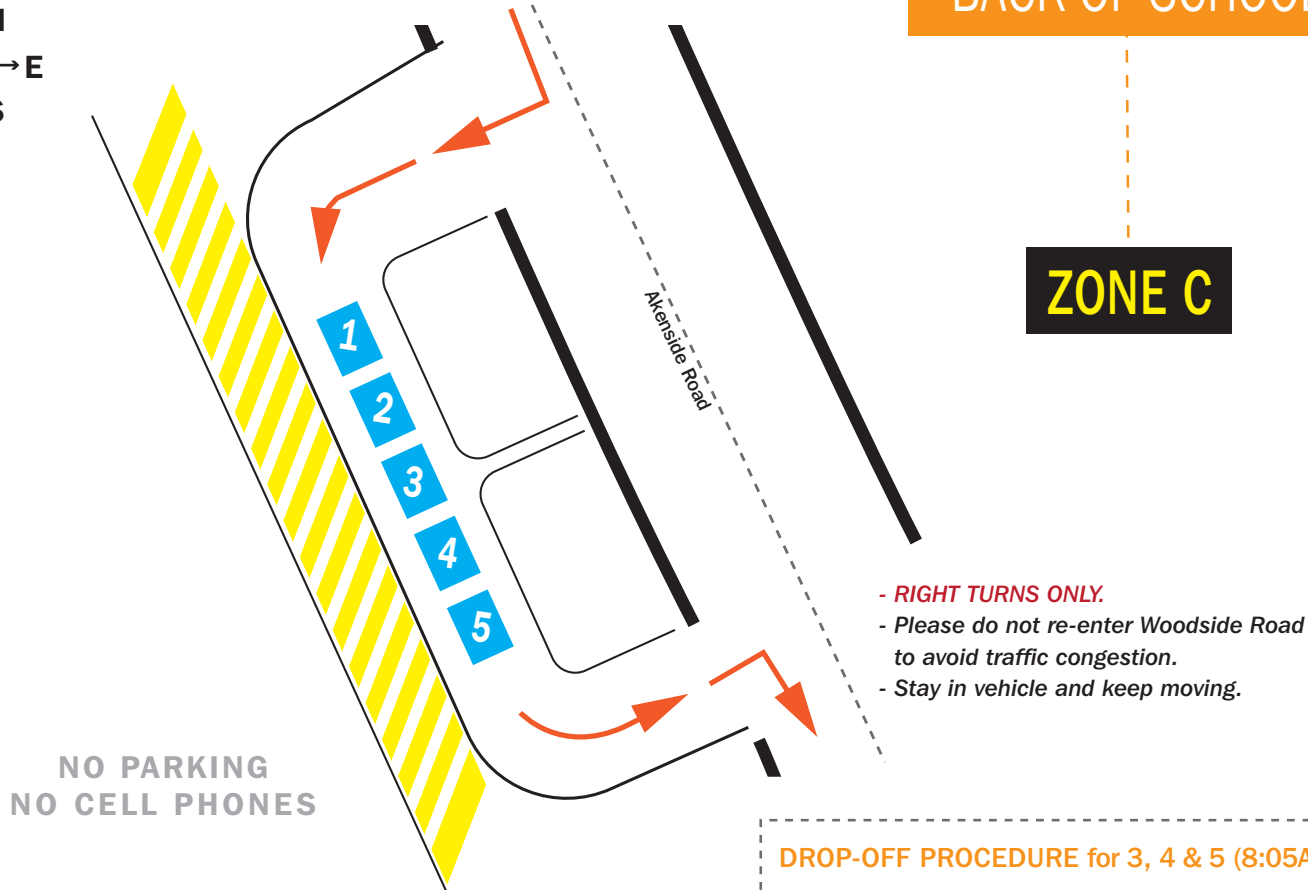 → E
S
BACK OF SCHOOL
ZONE C
1
2
3
4
5
Akenside Road
- RIGHT TURNS ONLY.
- Please do not re-enter Woodside Road
to avoid traffic congestion.
- Stay in vehicle and keep moving.
NO PARKING
NO CELL PHONES
DROP-OFF PROCEDURE for 3, 4 & 5 (8:05A